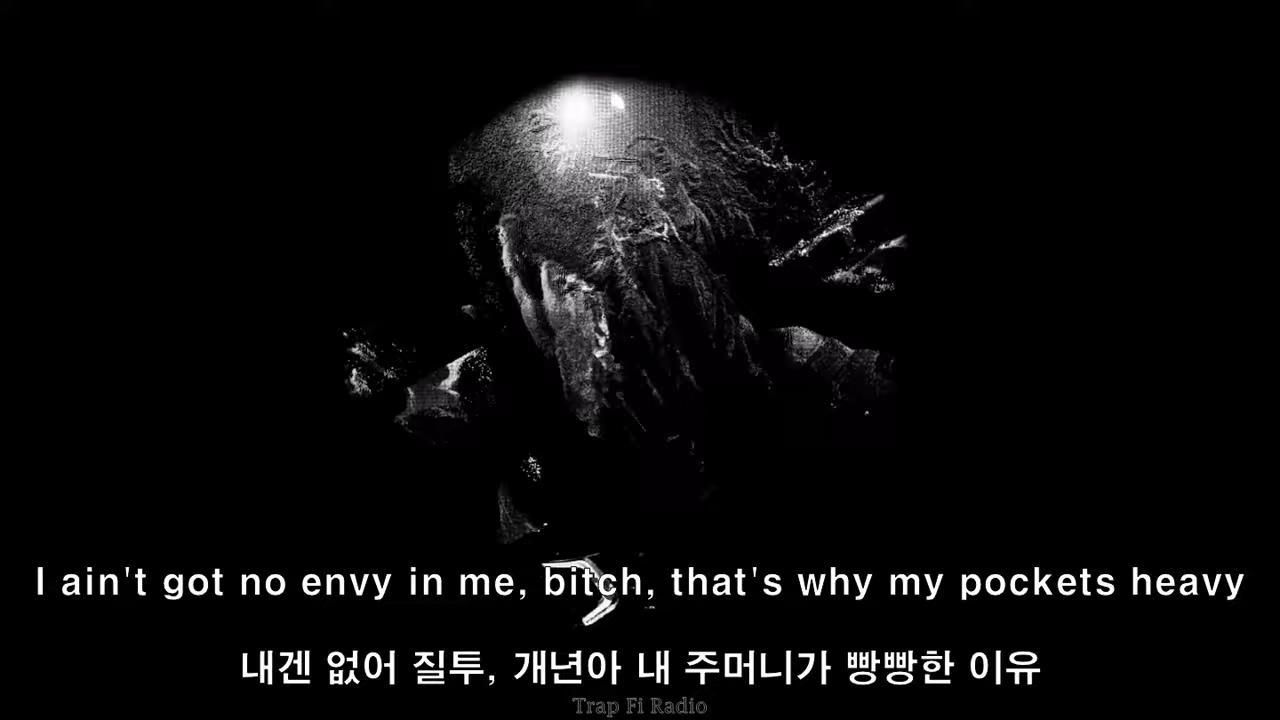 I ain't got no envy in me, bitch, that's why my pockets heavy
내겐 없어 질투, 개년아 내 주머니가 빵빵한 이유
Trap Fi Radio